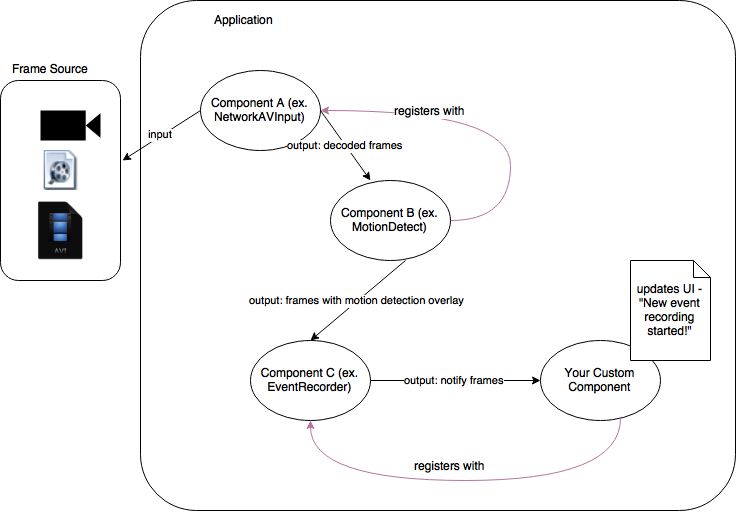 Application
Frame Source
Component A (ex.
NetworkAVInput)
registers with
input
output: decoded frames
Component B (ex.
MotionDetect)
AVI
updates UI -
"New event
recording
started!"
output: frames with motion detection overlay
Component C (ex.
EventRecorder)
output: notify frames
Your Custom
Component
registers with